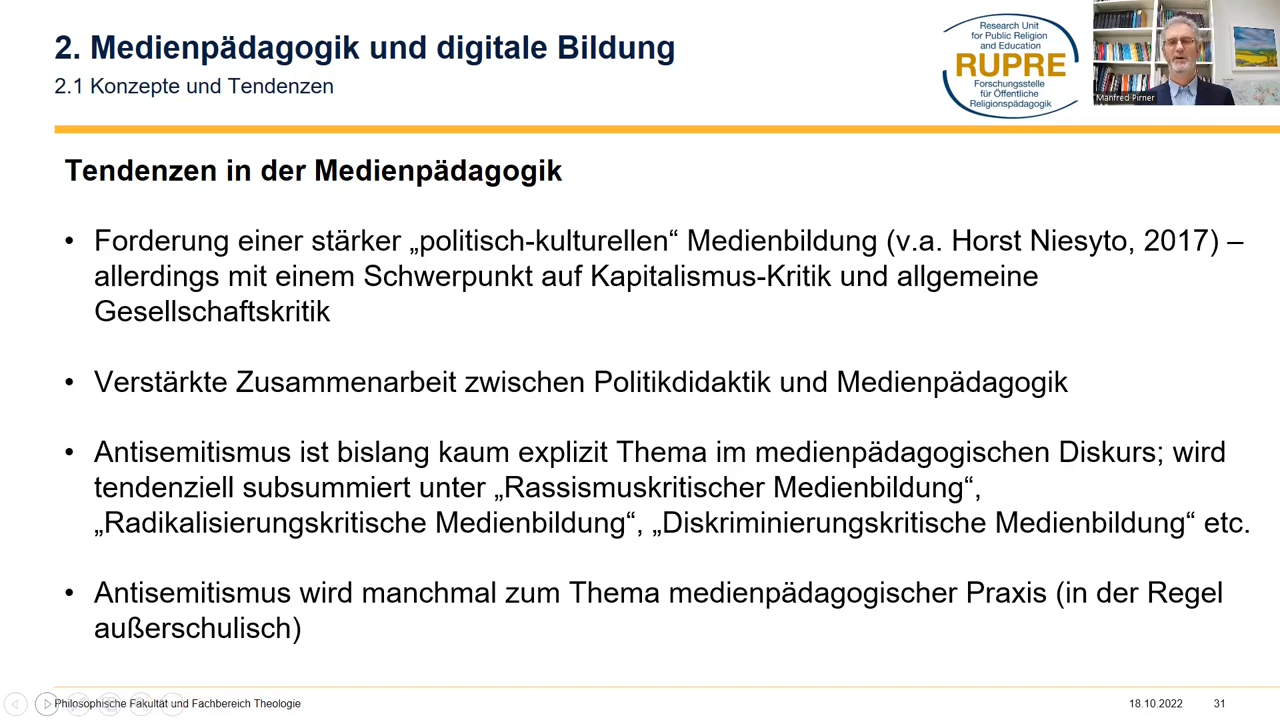 2. Medienpädagogik und digitale Bildung
2.1 Konzepte und Tendenzen
Research Unit
for Public Religion
and Education
RUPRE
Forschungsstelle
für Öffentliche
Religionspädagogik
Manfred Pirner
Tendenzen in der Medienpädagogik
• Forderung einer stärker „politisch-kulturellen“ Medienbildung (v.a. Horst Niesyto, 2017) –
allerdings mit einem Schwerpunkt auf Kapitalismus-Kritik und allgemeine
Gesellschaftskritik
• Verstärkte Zusammenarbeit zwischen Politikdidaktik und Medienpädagogik
• Antisemitismus ist bislang kaum explizit Thema im medienpädagogischen Diskurs; wird
tendenziell subsummiert unter „Rassismuskritischer Medienbildung“,
„Radikalisierungskritische Medienbildung“, „Diskriminierungskritische Medienbildung“ etc.
• Antisemitismus wird manchmal zum Thema medienpädagogischer Praxis (in der Regel
außerschulisch)
Philosophische Fakultät und Fachbereich Theologie
18.10.2022
31